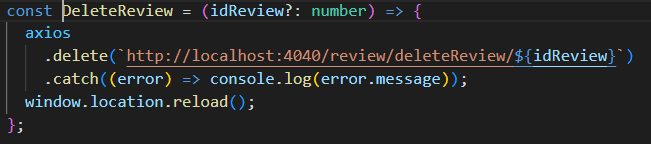 const DeleteReview = (idReview?: number) => {
axios
.delete(`http://localhost:4040/review/deleteReview/${idReview}`)
.catch((error) => console.log(error.message));
window.location.reload();
};